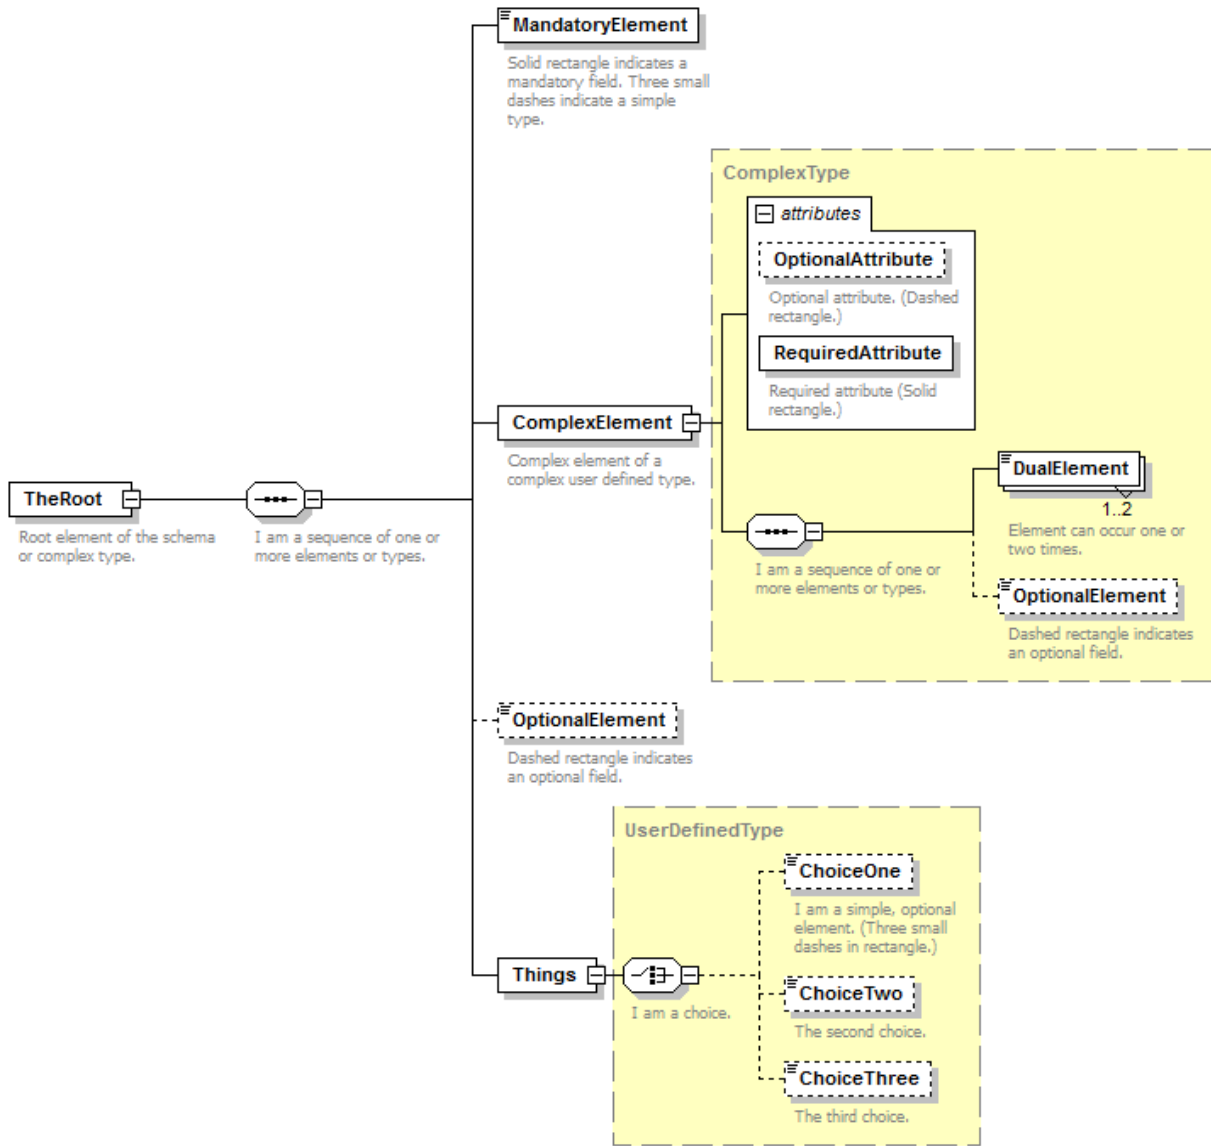 MandatoryElement
Solid rectangle indicates a
mandatory field. Three small
dashes indicate a simple
type.
ComplexType
attributes
OptionalAttribute
Optional attribute. (Dashed
rectangle.)
RequiredAttribute
Required attribute (Solid
rectangle.)
ComplexElement
Complex element of a
complex user defined type.
DualElement
1..2
Element can occur one or
two times.
TheRoot
Root element of the schema
or complex type.
I am a sequence of one or
more elements or types.
I am a sequence of one or
more elements or types.
OptionalElement
Dashed rectangle indicates
an optional field.
OptionalElement
Dashed rectangle indicates
an optional field.
UserDefinedType
ChoiceOne
I am a simple, optional
element. (Three small
dashes in rectangle.)
Things
I am a choice.
ChoiceTwo
The second choice.
ChoiceThree
The third choice.